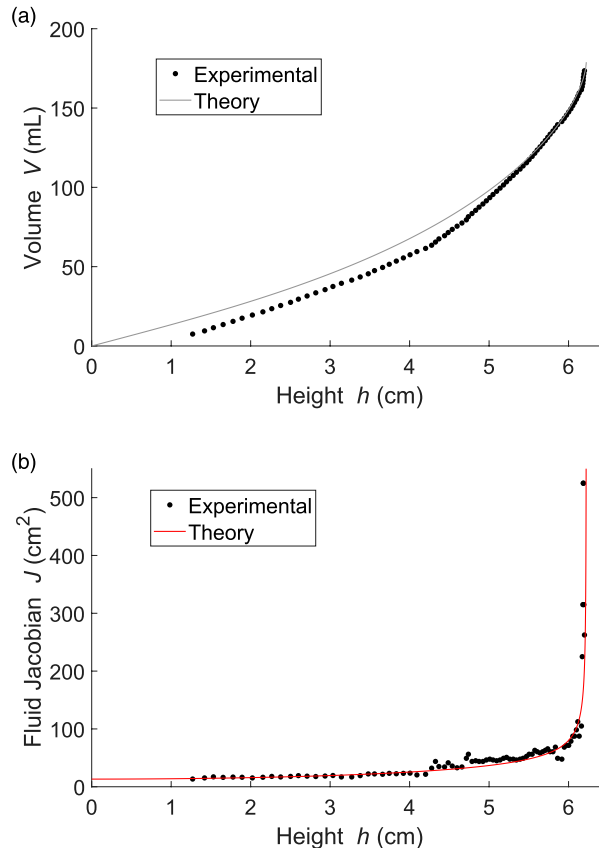 (a)
200
150
100
50
0
Volume V (mL)
Experimental
Theory
0 1 2 3 4 5 6
Height h (cm)
(b)
500
400
300
200
100
0
Fluid Jacobian J (cm²)
Experimental
Theory
0 1 2 3 4 5 6
Height h (cm)